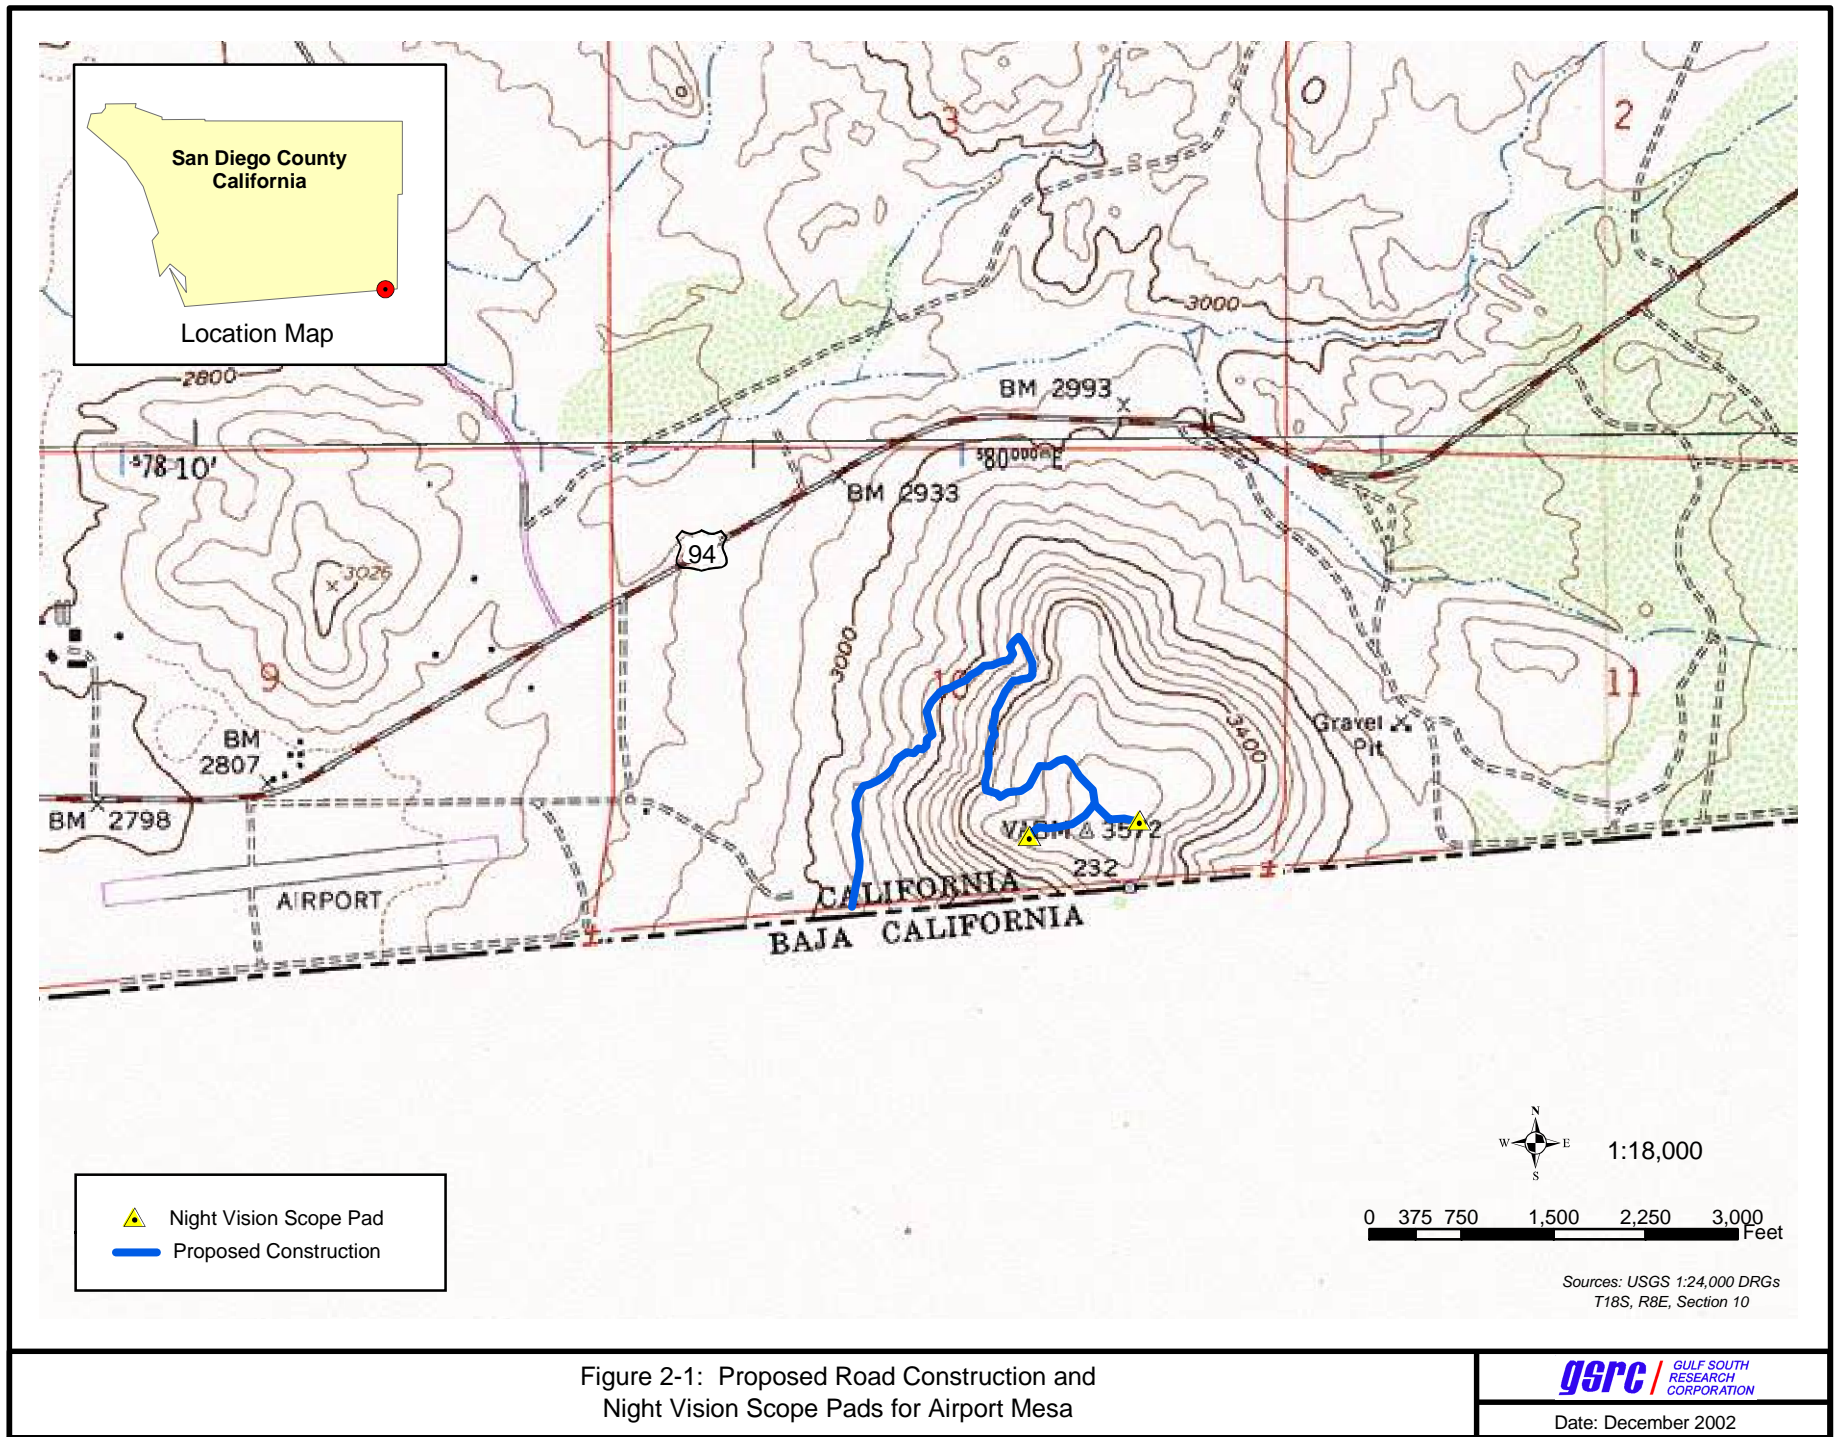 San Diego County
California
Location Map
3
2
3000
2800
BM 2993
578 10'
580000m E
BM 2933
94
3026
3000
9
10
11
3400
Gravel
Pit
BM
2807
BM 2798
VABM 3572
232
AIRPORT
CALIFORNIA
BAJA CALIFORNIA
N
W E
S
1:18,000
Night Vision Scope Pad
Proposed Construction
0 375 750 1,500 2,250 3,000
Feet
Sources: USGS 1:24,000 DRGs
T18S, R8E, Section 10
Figure 2-1: Proposed Road Construction and
Night Vision Scope Pads for Airport Mesa
gsrc / GULF SOUTH
RESEARCH
CORPORATION
Date: December 2002